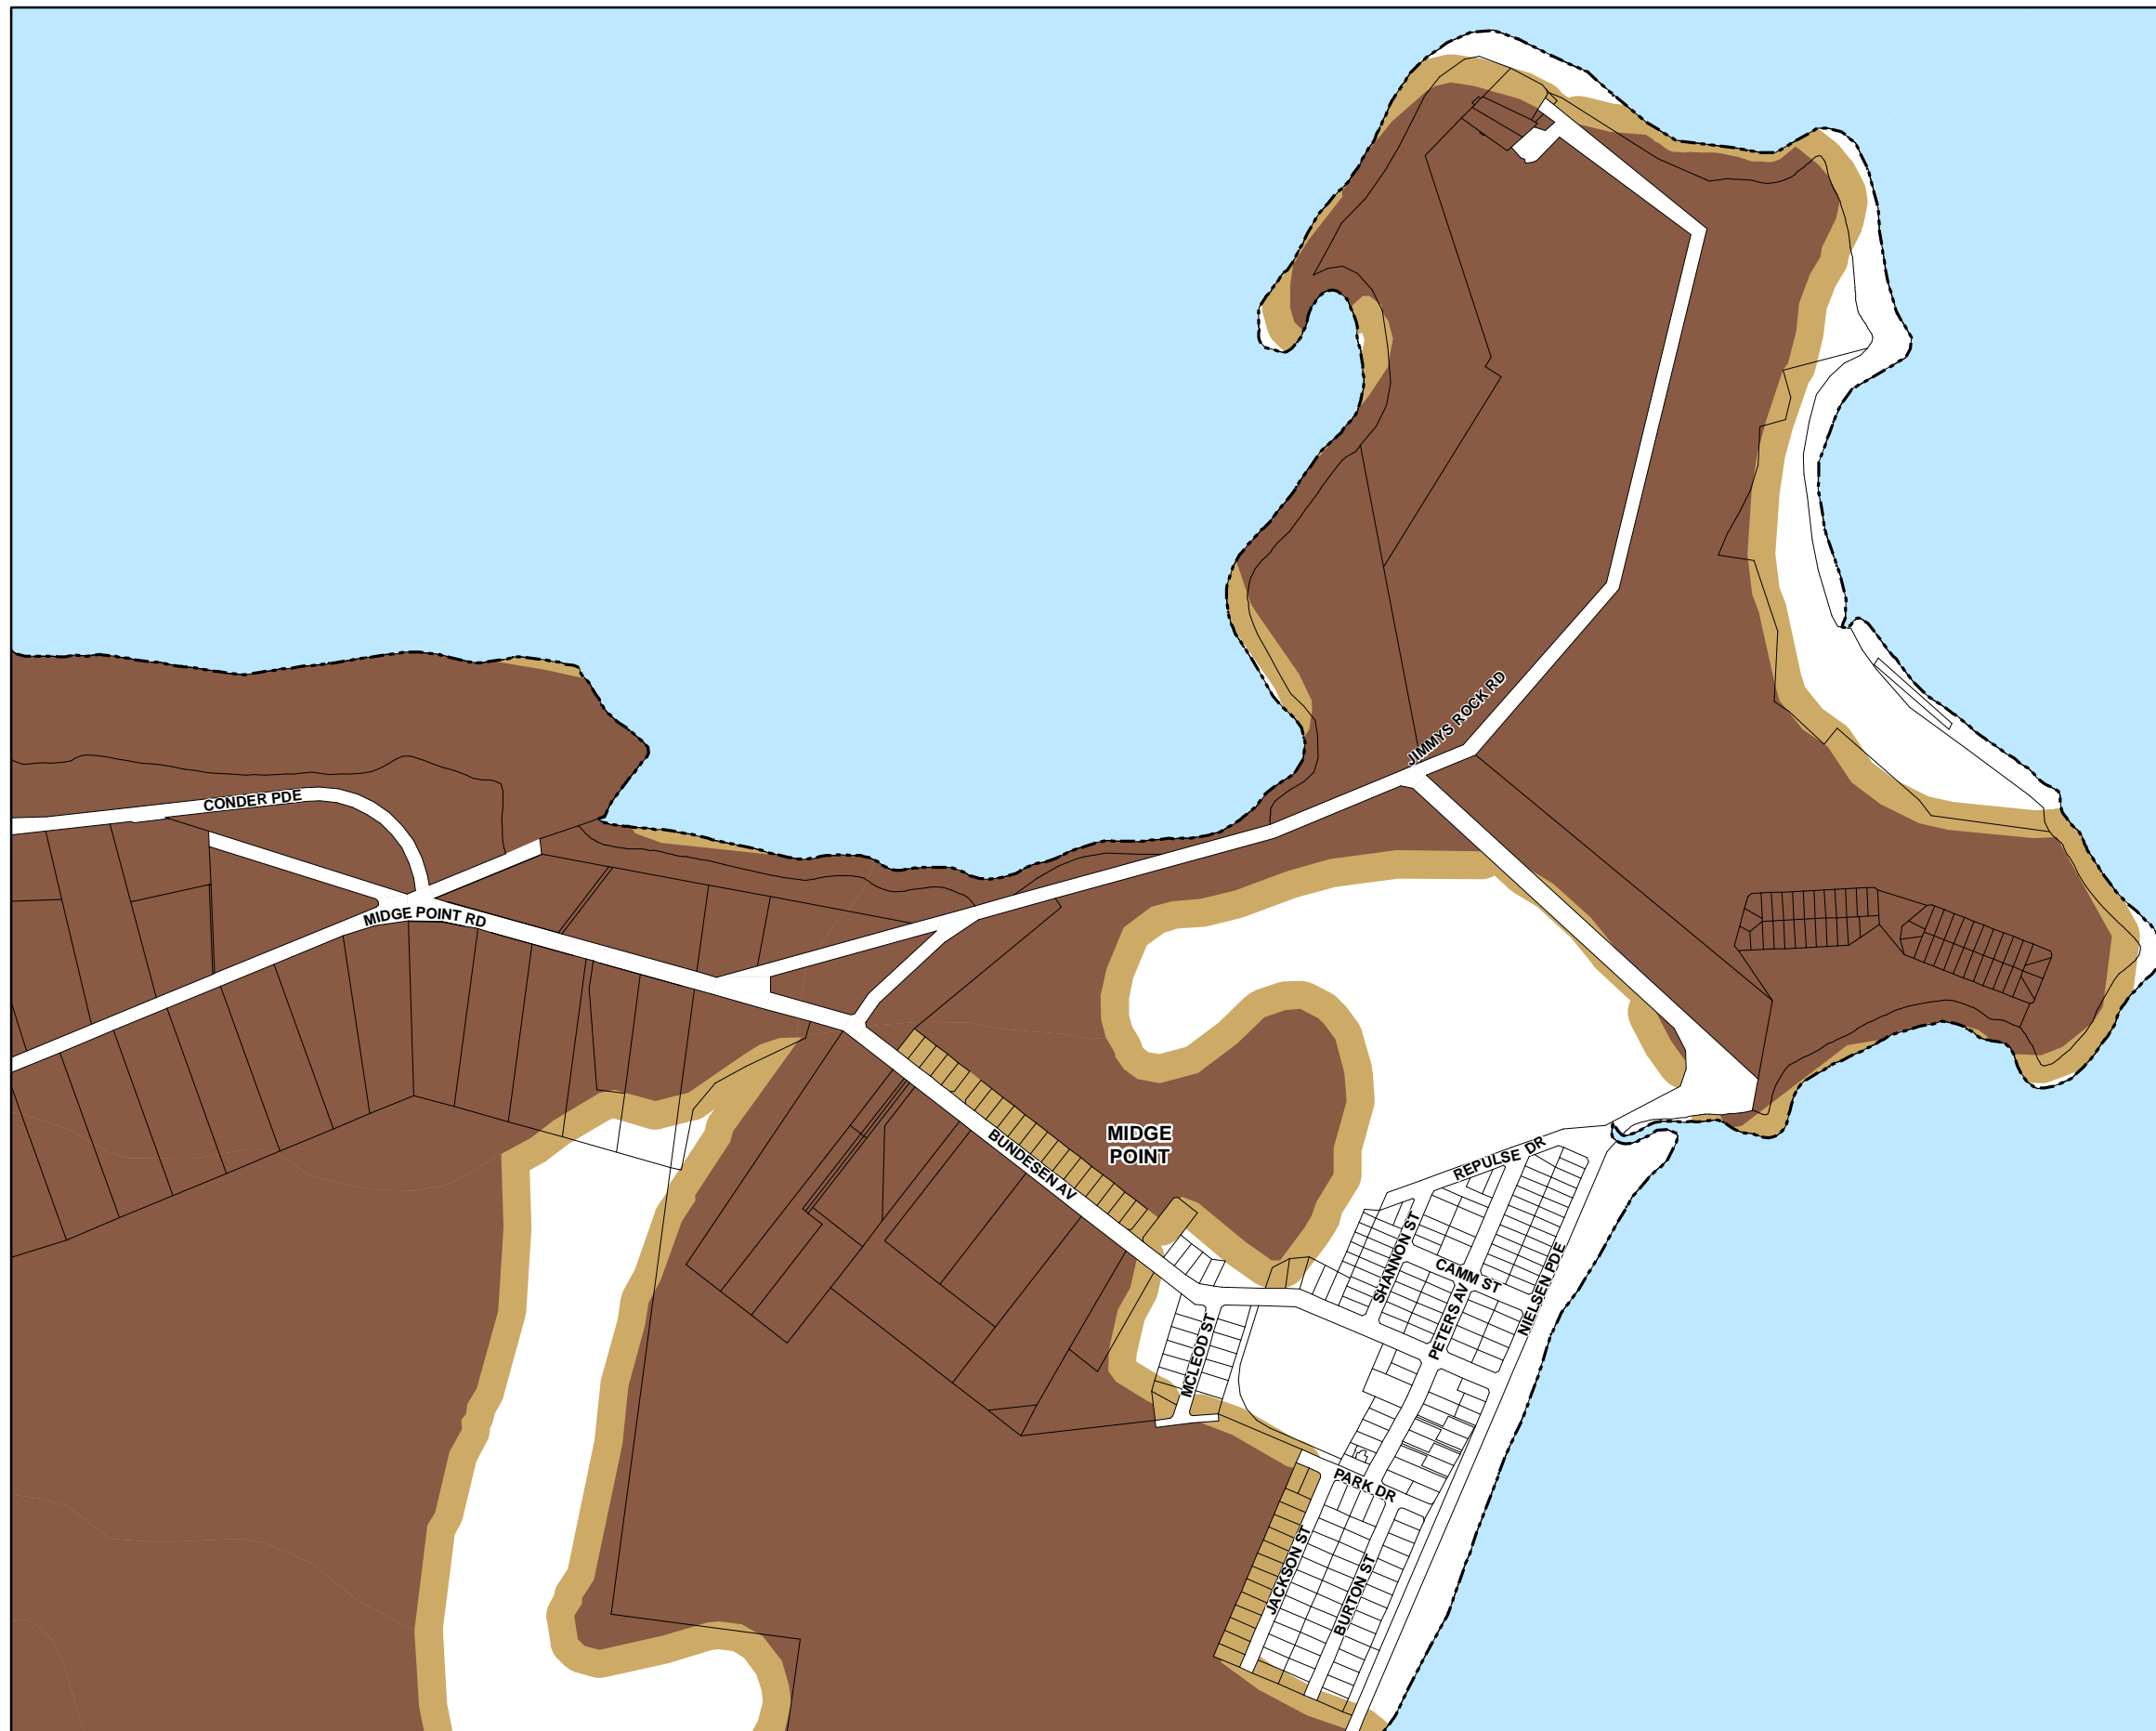 JIMMYS ROCK RD
CONDER PDE
MIDGE POINT RD
MIDGE
POINT
BUNDESEN AV
REPULSE DR
SHANNON ST
CAMM ST
NIELSEN PDE
PETERS AV
MCLEOD ST
PARK DR
JACKSON ST
BURTON ST